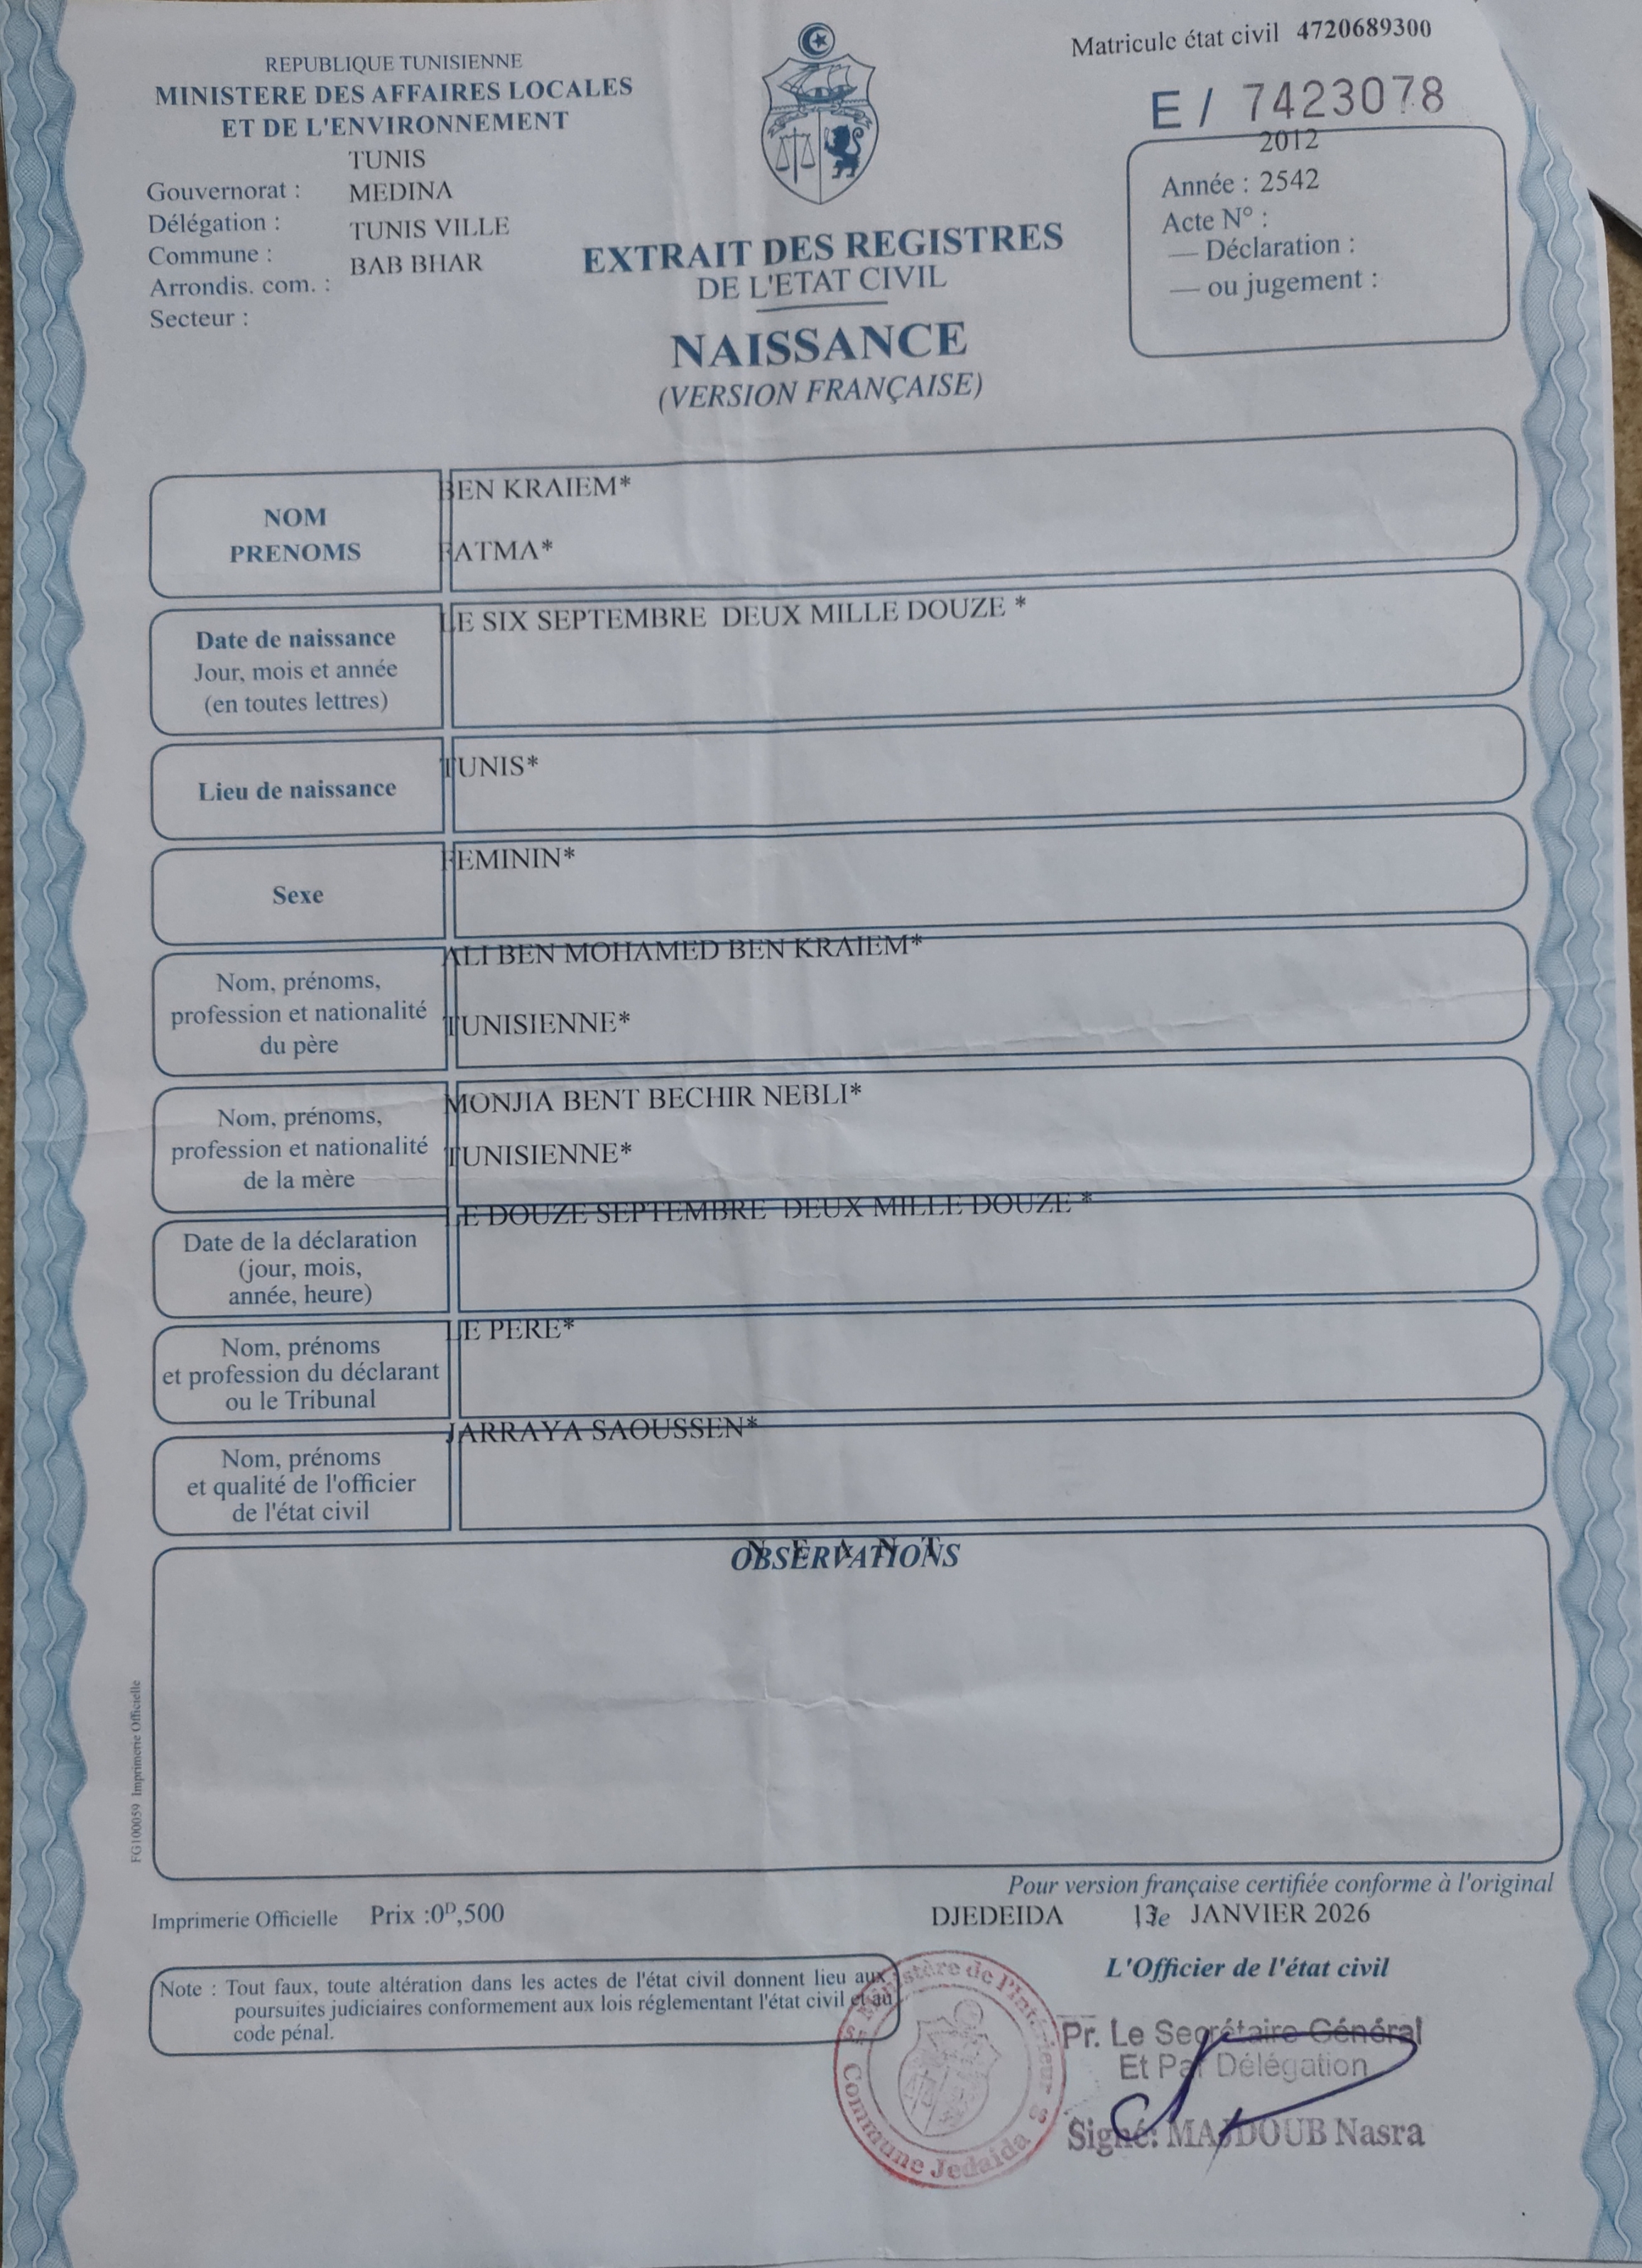 Matricule état civil 4720689300
REPUBLIQUE TUNISIENNE
MINISTERE DES AFFAIRES LOCALES
ET DE L'ENVIRONNEMENT
E / 7423078
TUNIS
Gouvernorat : MEDINA
Délégation : TUNIS VILLE
Commune : BAB BHAR
Arrondis. com. :
Secteur :
2012
Année : 2542
Acte N° :
— Déclaration :
— ou jugement :
EXTRAIT DES REGISTRES
DE L'ETAT CIVIL
NAISSANCE
(VERSION FRANÇAISE)
NOM
PRENOMS
BEN KRAIEM*
FATMA*
Date de naissance
Jour, mois et année
(en toutes lettres)
LE SIX SEPTEMBRE DEUX MILLE DOUZE *
Lieu de naissance
TUNIS*
Sexe
FEMININ*
Nom, prénoms,
profession et nationalité
du père
ALI BEN MOHAMED BEN KRAIEM*
TUNISIENNE*
Nom, prénoms,
profession et nationalité
de la mère
MONJIA BENT BECHIR NEBLI*
TUNISIENNE*
Date de la déclaration
(jour, mois,
année, heure)
LE DOUZE SEPTEMBRE DEUX MILLE DOUZE *
Nom, prénoms
et profession du déclarant
ou le Tribunal
LE PERE*
Nom, prénoms
et qualité de l'officier
de l'état civil
JARRAYA SAOUSSEN*
OBSERVATIONS
N E A N T
FG100059 Imprimerie Officielle
Pour version française certifiée conforme à l'original
Imprimerie Officielle Prix :0ᴰ,500
DJEDEIDA 13 le JANVIER 2026
L'Officier de l'état civil
Note : Tout faux, toute altération dans les actes de l'état civil donnent lieu aux
poursuites judiciaires conformement aux lois réglementant l'état civil et au
code pénal.
Ministère de l'Intérieur
Commune Jedaida
Pr. Le Secrétaire Général
Et Par Délégation
Signé: MAJDOUB Nasra